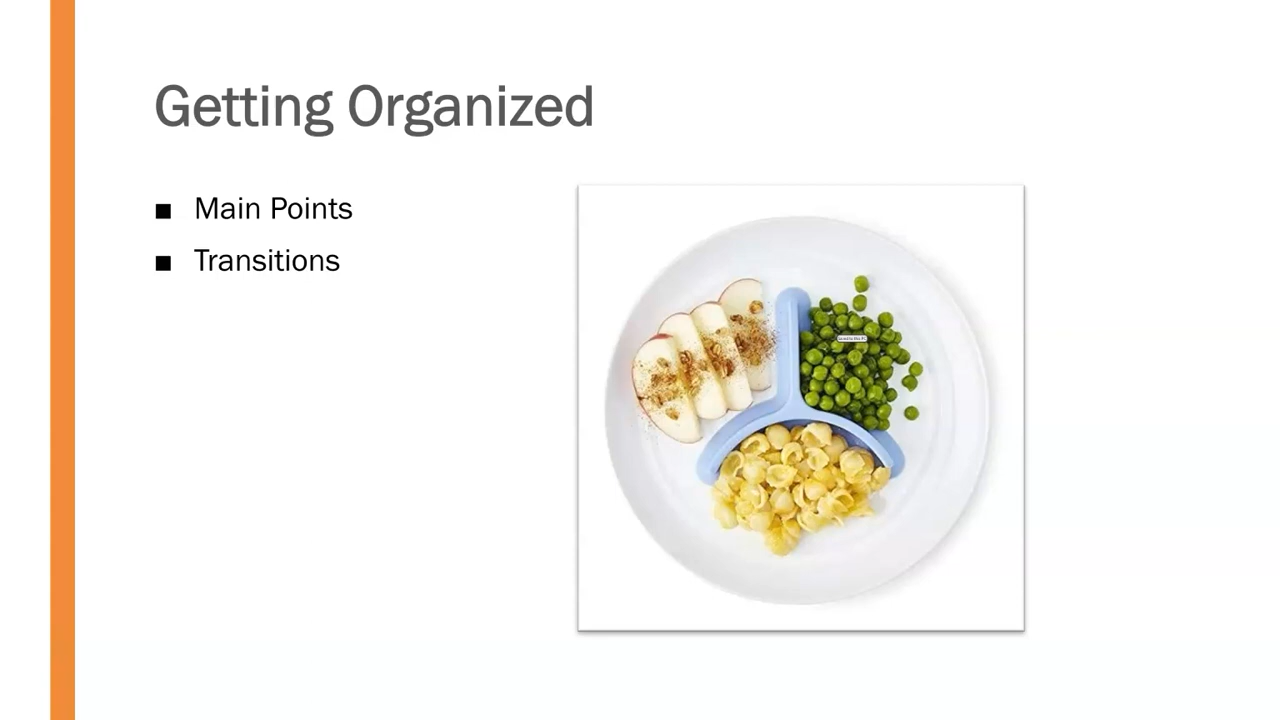 Getting Organized
■ Main Points
■ Transitions